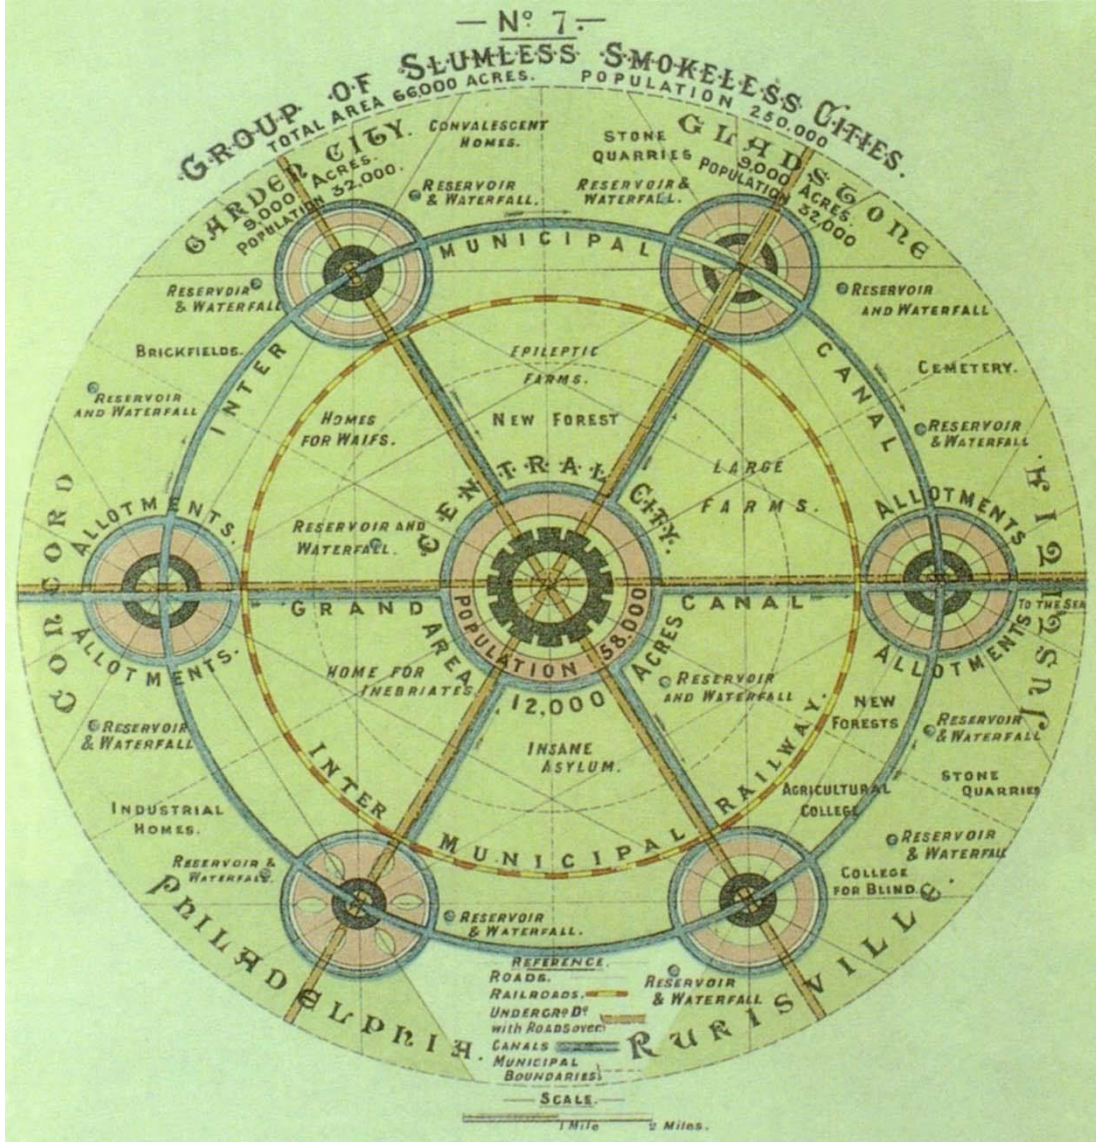 — Nº 7. —
GROUP OF SLUMLESS SMOKELESS CITIES.
TOTAL AREA 66,000 ACRES. POPULATION 250,000
GARDEN CITY.
9,000 ACRES.
POPULATION 32,000.
CONVALESCENT
HOMES.
STONE
QUARRIES
GLADSTONE
9,000 ACRES.
POPULATION 32,000
RESERVOIR
& WATERFALL.
RESERVOIR &
WATERFALL.
INTER MUNICIPAL CANAL
RESERVOIR
& WATERFALL
RESERVOIR
AND WATERFALL
BRICKFIELDS.
EPILEPTIC
FARMS.
CEMETERY.
RESERVOIR
AND WATERFALL
HOMES
FOR WAIFS.
NEW FOREST
RESERVOIR
& WATERFALL
LARGE
FARMS.
CENTRAL CITY.
CONCORD
ALLOTMENTS.
ALLOTMENTS
RESERVOIR AND
WATERFALL.
GRAND CANAL
TO THE SEA
POPULATION 58,000
AREA 12,000 ACRES
ALLOTMENTS.
ALLOTMENTS
JUSTITIA
HOME FOR
INEBRIATES.
RESERVOIR
AND WATERFALL
NEW
FORESTS
RESERVOIR
& WATERFALL
RESERVOIR
& WATERFALL
INSANE
ASYLUM.
STONE
QUARRIES
AGRICULTURAL
COLLEGE
INTER MUNICIPAL RAILWAY.
INDUSTRIAL
HOMES.
RESERVOIR
& WATERFALL
RESERVOIR &
WATERFALL.
COLLEGE
FOR BLIND.
RESERVOIR
& WATERFALL.
PHILADELPHIA.
RURISVILLE.
REFERENCE.
ROADS.
RAILROADS.
UNDERGRᴰ Dº
with ROADS over
CANALS
MUNICIPAL
BOUNDARIES
RESERVOIR
& WATERFALL
— SCALE. —
1 Mile 2 Miles.